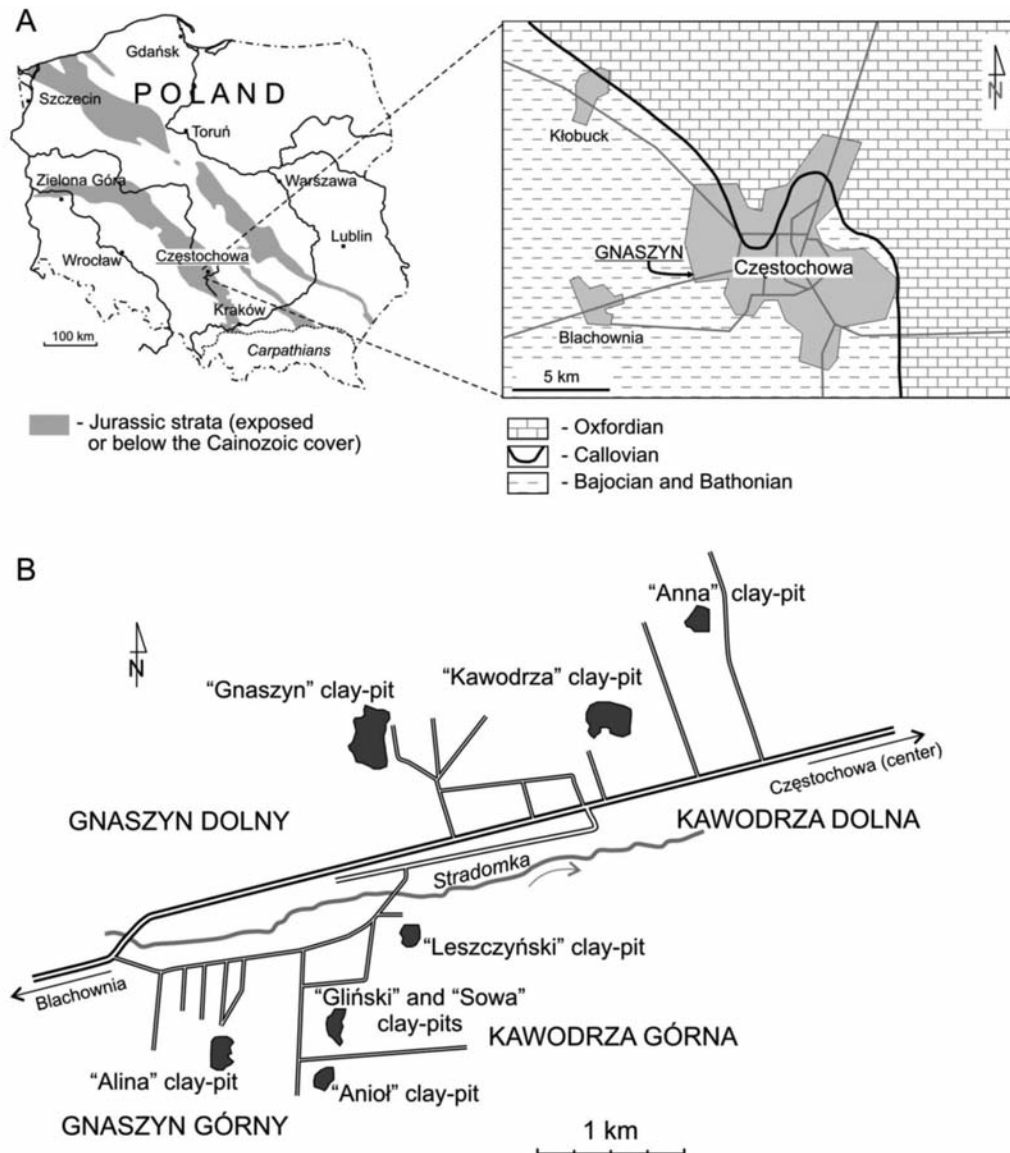 A
Gdańsk
POLAND
Szczecin
Toruń
Zielona Góra
Warszawa
Wrocław
Częstochowa
Lublin
Kraków
100 km
Carpathians
- Jurassic strata (exposed
or below the Cainozoic cover)
N
Kłobuck
GNASZYN
Częstochowa
Blachownia
5 km
- Oxfordian
- Callovian
- Bajocian and Bathonian
B
N
"Anna" clay-pit
"Gnaszyn" clay-pit
"Kawodrza" clay-pit
Częstochowa (center)
GNASZYN DOLNY
KAWODRZA DOLNA
Stradomka
"Leszczyński" clay-pit
Blachownia
"Gliński" and "Sowa"
clay-pits
KAWODRZA GÓRNA
"Alina" clay-pit
"Anioł" clay-pit
GNASZYN GÓRNY
1 km